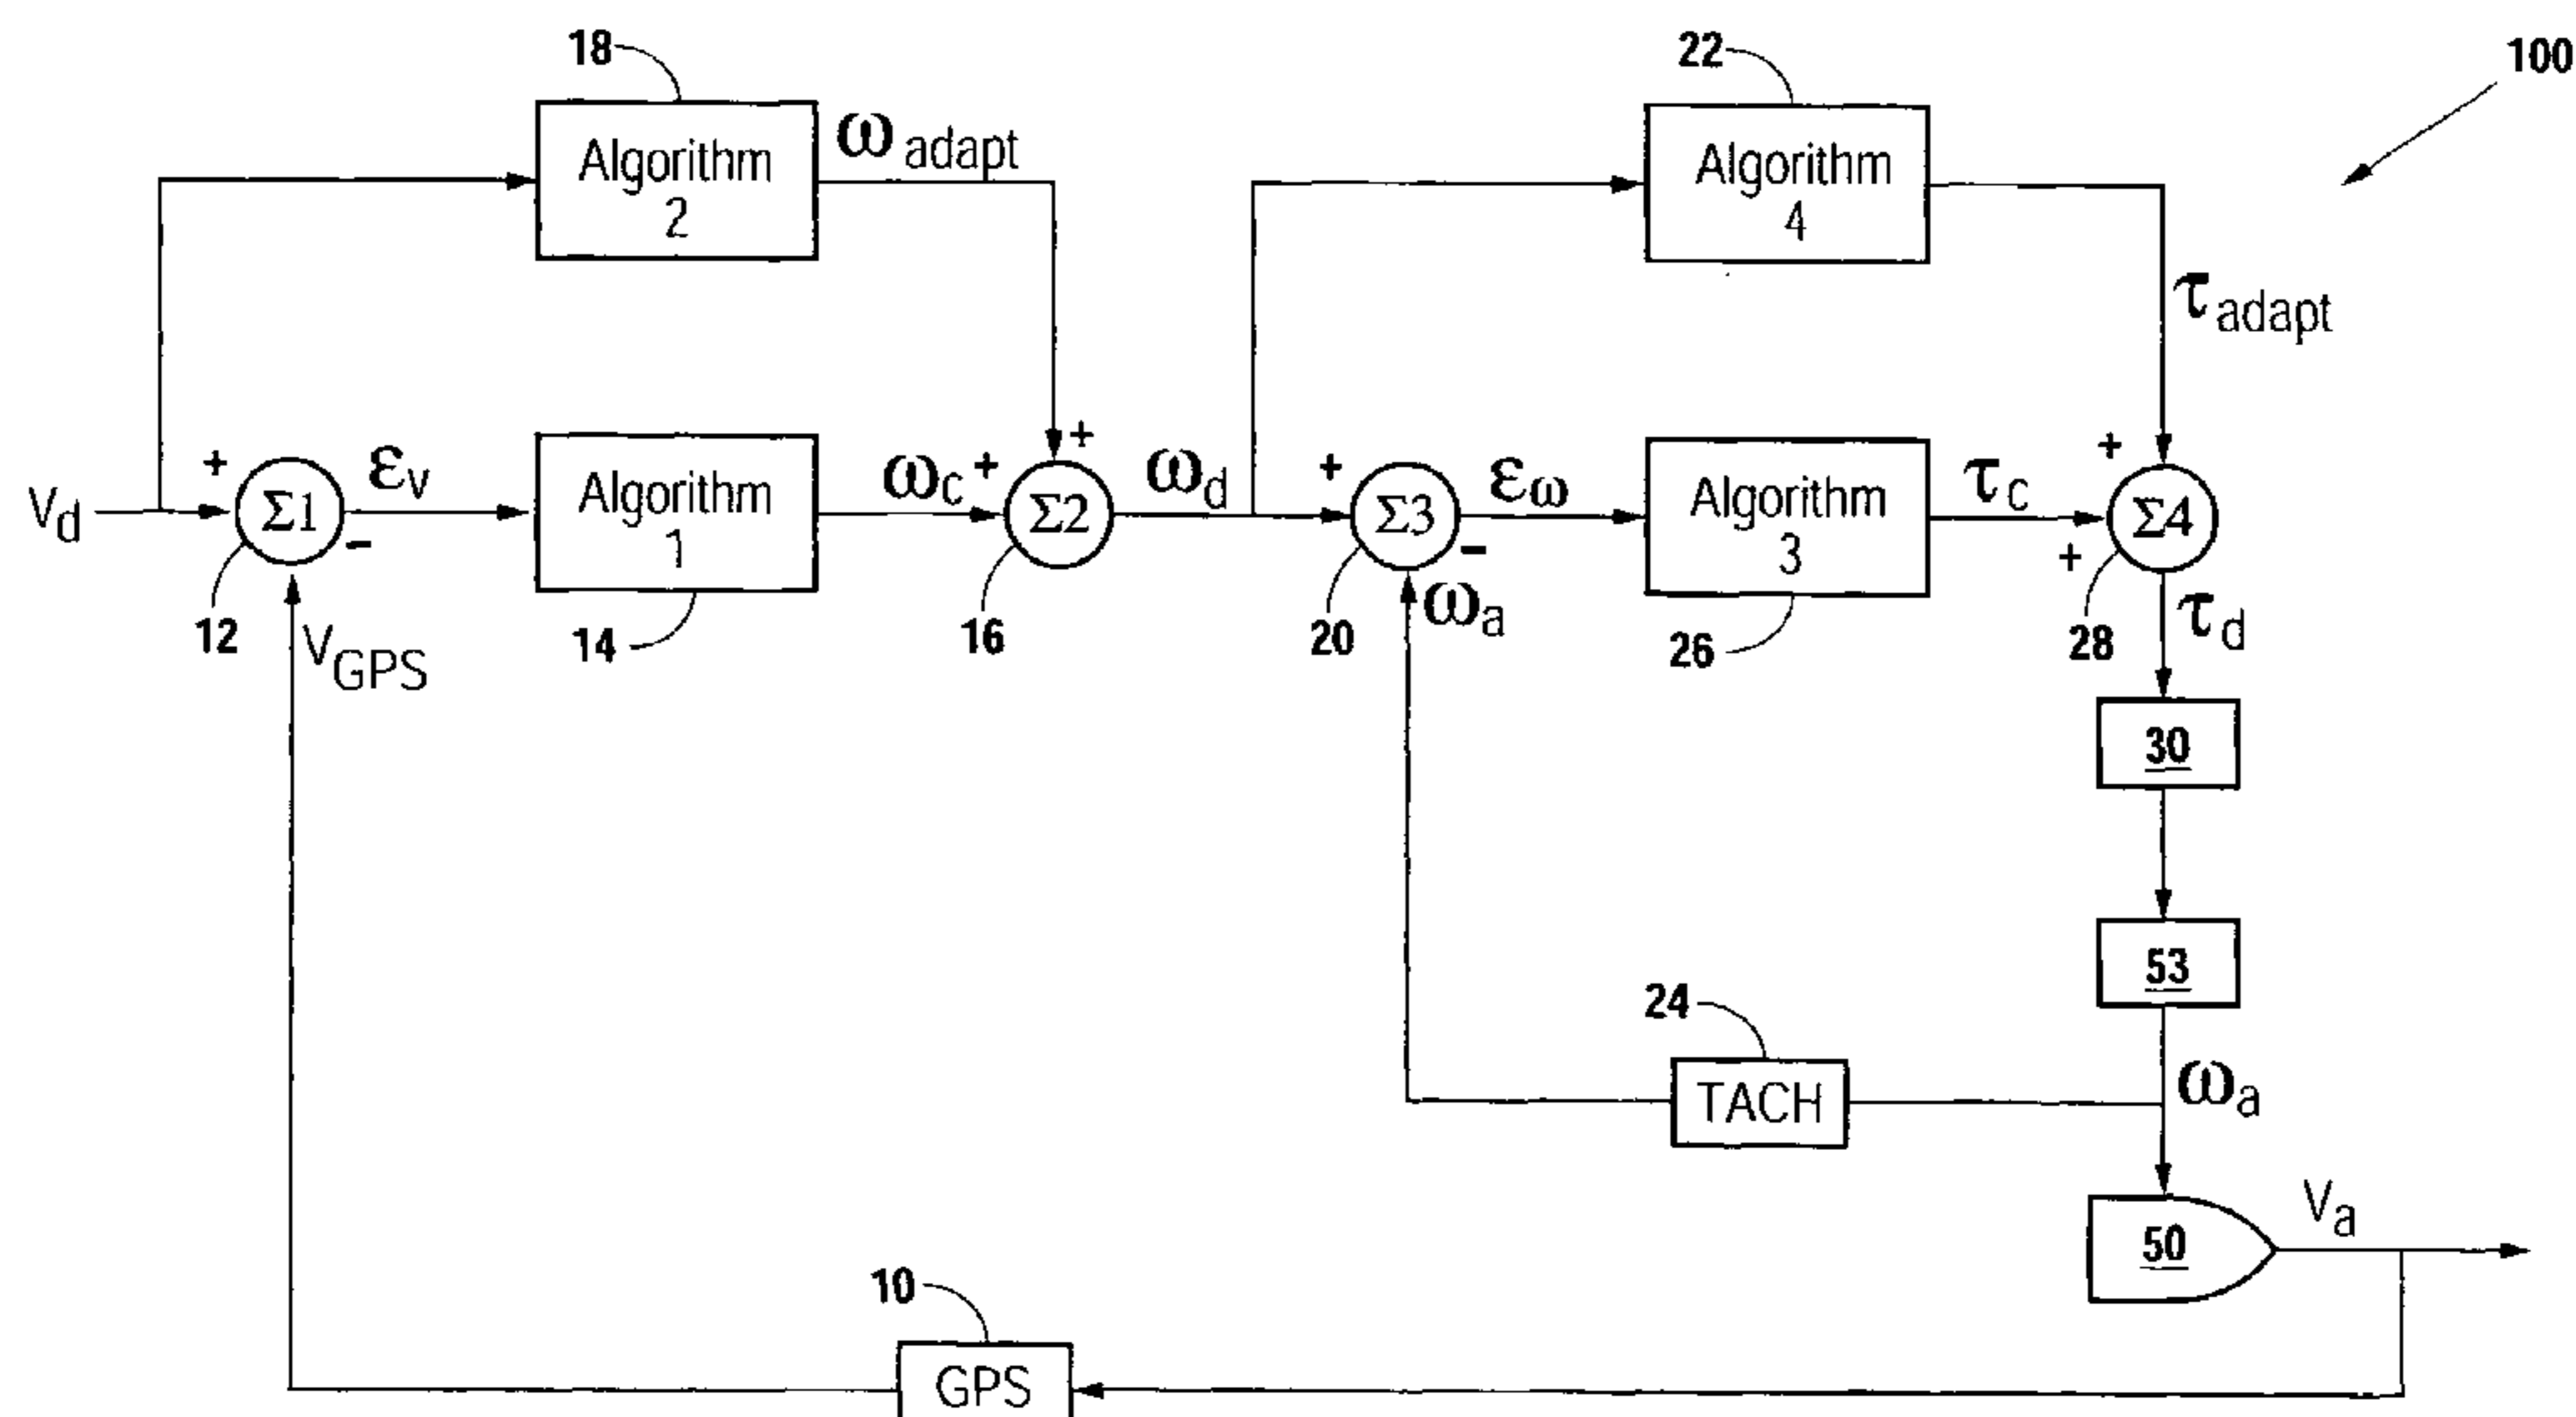 18
22
100
Algorithm
2
ω adapt
Algorithm
4
τ adapt
+
+
Vd
+
Σ1
-
εv
Algorithm
1
ωc
+
Σ2
ωd
+
Σ3
-
εω
Algorithm
3
τc
+
Σ4
12
VGPS
14
16
20
ωa
26
28
τd
30
53
24
TACH
ωa
50
Va
10
GPS